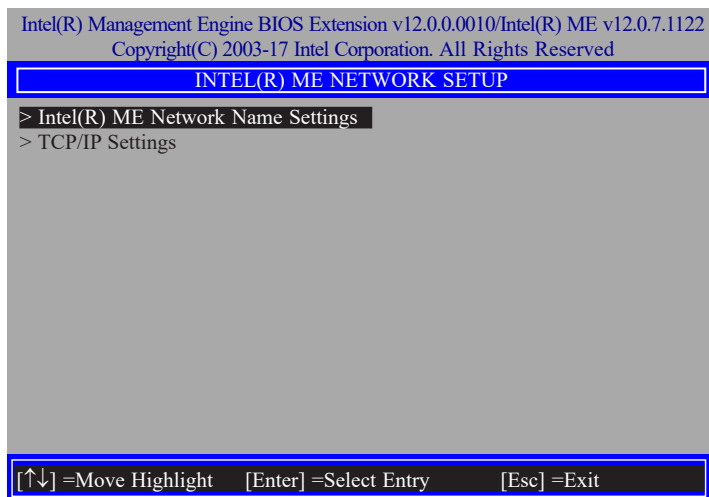 Intel(R) Management Engine BIOS Extension v12.0.0.0010/Intel(R) ME v12.0.7.1122
Copyright(C) 2003-17 Intel Corporation. All Rights Reserved
INTEL(R) ME NETWORK SETUP
> Intel(R) ME Network Name Settings
> TCP/IP Settings
[↑↓] =Move Highlight [Enter] =Select Entry [Esc] =Exit